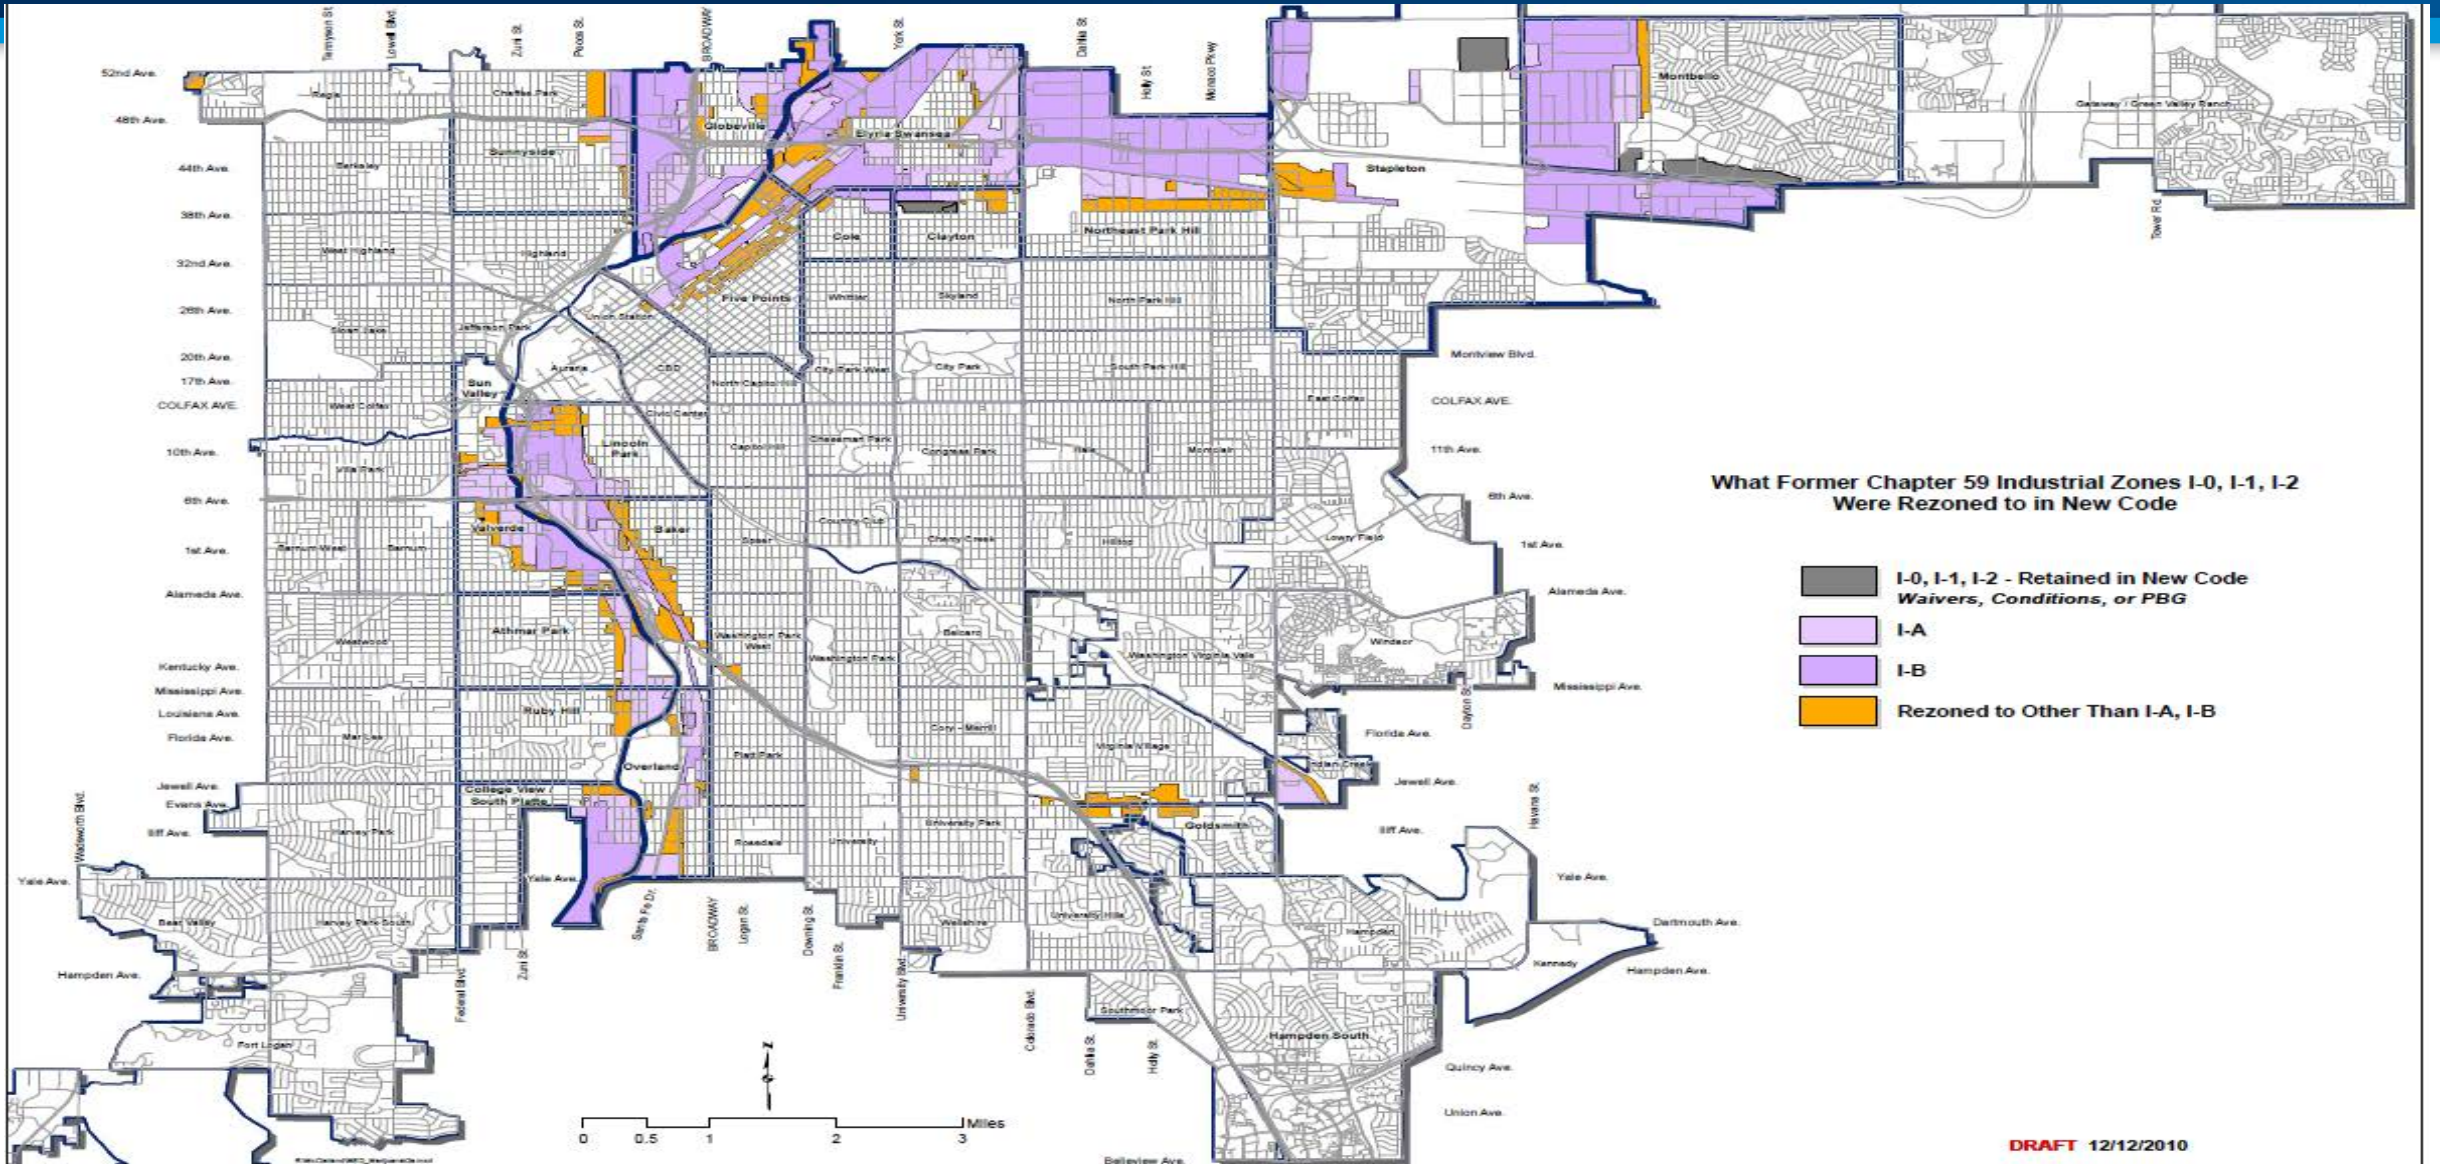 Tennyson St.
Lowell Blvd.
Zuni St.
Pecos St.
BROADWAY
York St.
Dahlia St
Holly St.
Monaco Pkwy
52nd Ave.
48th Ave.
44th Ave.
38th Ave.
32nd Ave.
26th Ave.
20th Ave.
17th Ave.
COLFAX AVE.
10th Ave.
6th Ave.
1st Ave.
Alameda Ave.
Kentucky Ave.
Mississippi Ave.
Louisiana Ave.
Florida Ave.
Jewell Ave.
Evans Ave.
Iliff Ave.
Wadsworth Blvd.
Yale Ave.
Hampden Ave.
Regis
Chaffee Park
Globeville
Elyria Swansea
Montbello
Gateway / Green Valley Ranch
Berkeley
Sunnyside
Stapleton
Tower Rd.
West Highland
Highland
Cole
Clayton
Northeast Park Hill
Five Points
Whittier
Skyland
North Park Hill
Sloan Lake
Jefferson Park
Union Station
Auraria
CBD
North Capitol Hill
City Park West
City Park
South Park Hill
Montview Blvd.
Sun
Valley
West Colfax
Civic Center
East Colfax
COLFAX AVE.
Lincoln
Park
Capitol Hill
Cheesman Park
Congress Park
Hale
Montclair
11th Ave.
Villa Park
6th Ave.
Valverde
Baker
Country Club
Barnum West
Barnum
Speer
Cherry Creek
Hilltop
Lowry Field
1st Ave.
Alameda Ave.
Westwood
Athmar Park
Washington Park
West
Washington Park
Belcaro
Washington Virginia Vale
Windsor
Mississippi Ave.
Dayton St.
Ruby Hill
Mar Lee
Overland
Platt Park
Cory - Merrill
Virginia Village
Florida Ave.
Indian Creek
Jewell Ave.
College View /
South Platte
Harvey Park
Rosedale
University
University Park
Goldsmith
Iliff Ave.
Havana St.
Yale Ave.
Yale Ave.
Bear Valley
Harvey Park South
Wellshire
University Hills
Hampden
Dartmouth Ave.
Kennedy
Hampden Ave.
Federal Blvd.
Zuni St.
Santa Fe Dr.
BROADWAY
Logan St.
Downing St.
Franklin St.
University Blvd.
Colorado Blvd.
Dahlia St.
Holly St.
Southmoor Park
Hampden South
Fort Logan
Quincy Ave.
Union Ave.
Belleview Ave.
What Former Chapter 59 Industrial Zones I-0, I-1, I-2
Were Rezoned to in New Code
I-0, I-1, I-2 - Retained in New Code
Waivers, Conditions, or PBG
I-A
I-B
Rezoned to Other Than I-A, I-B
N
0 0.5 1 2 3 Miles
DRAFT 12/12/2010